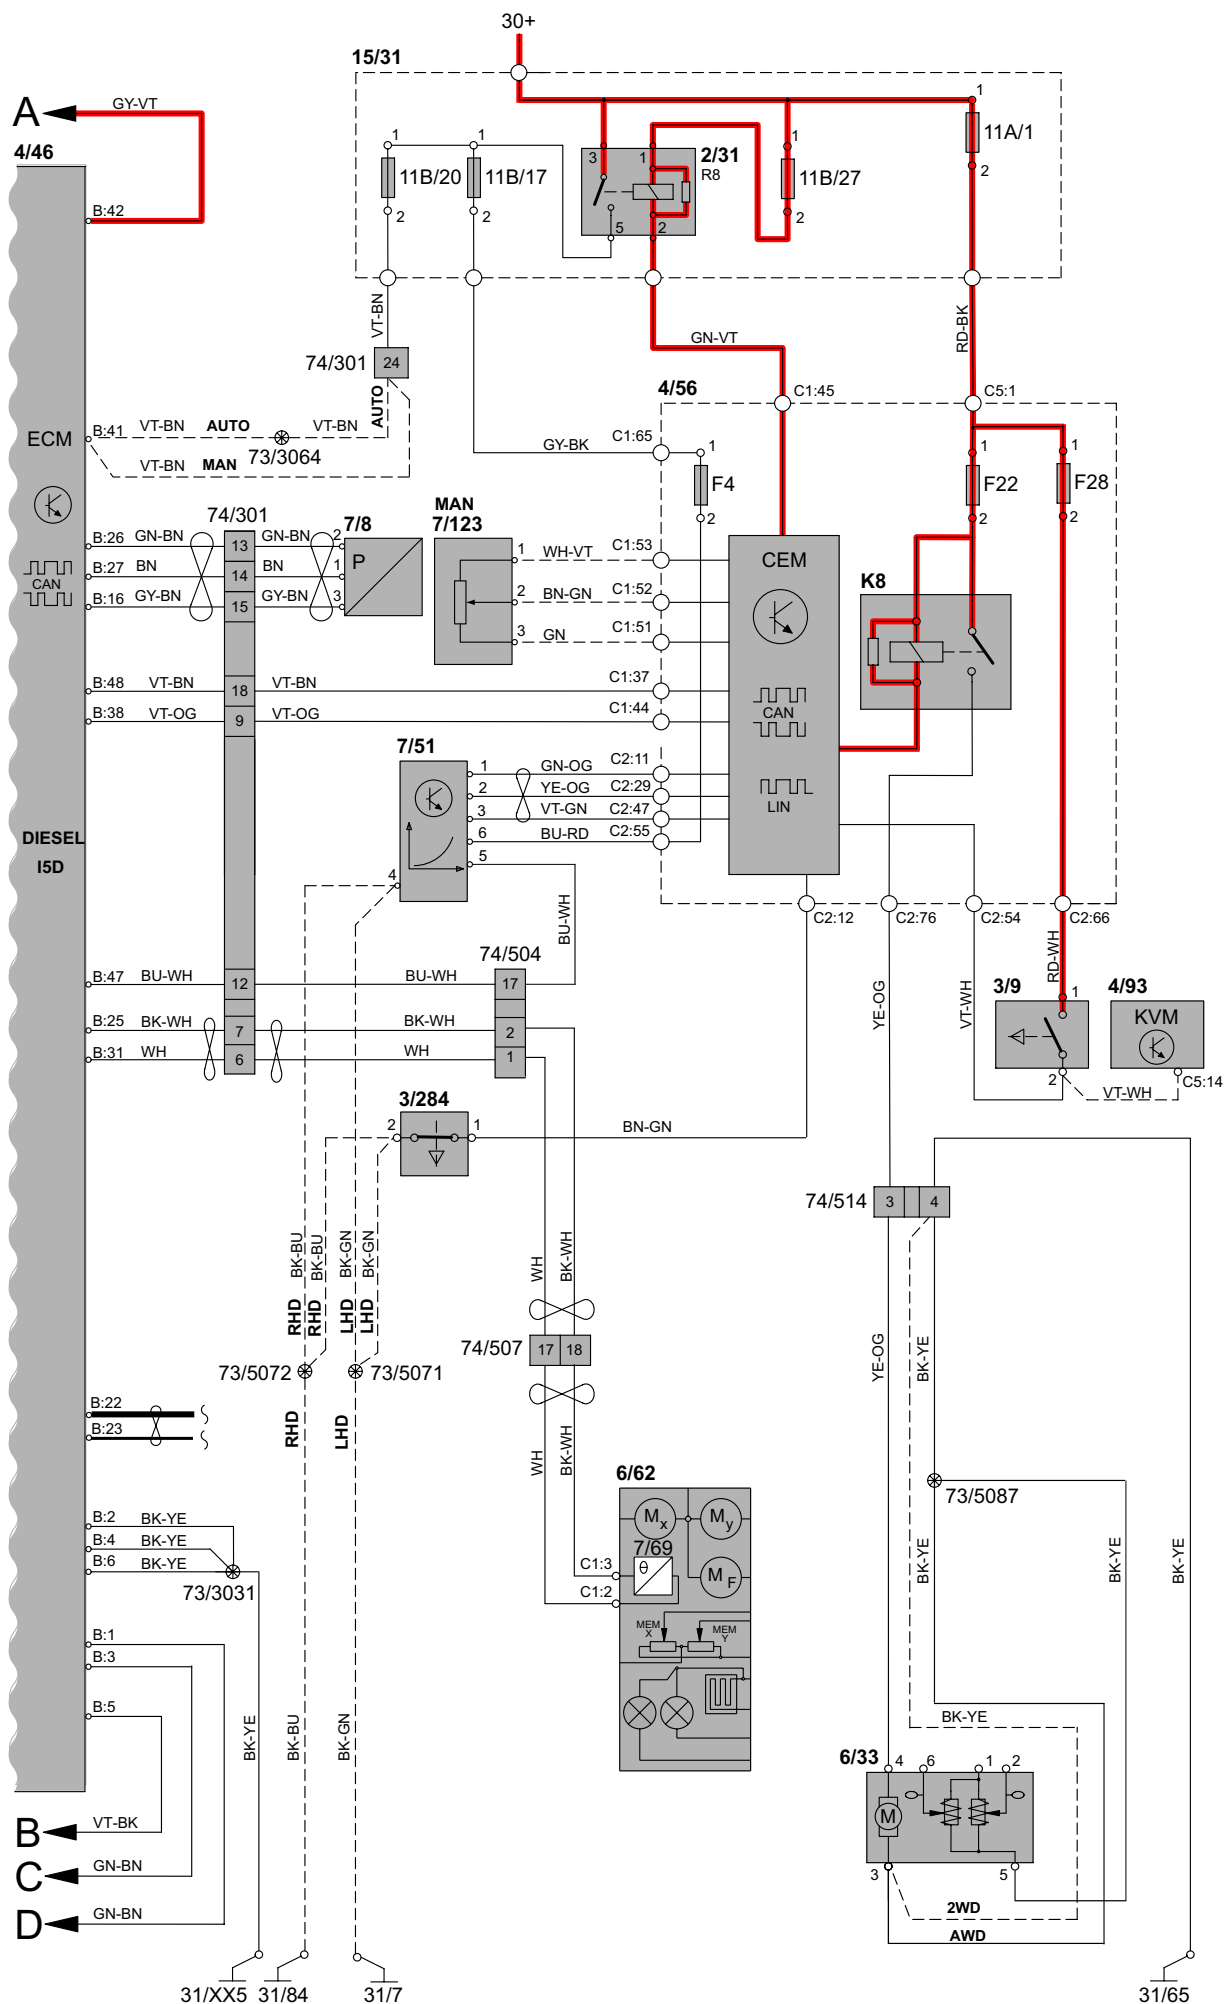 30+
15/31
A
GY-VT
4/46
B:42
1
1
11B/20
11B/17
2
2
3
1
2/31
R8
5
2
1
11B/27
2
1
11A/1
2
VT-BN
GN-VT
RD-BK
74/301
24
4/56
C1:45
C5:1
AUTO
ECM
B:41
VT-BN
AUTO
VT-BN
73/3064
VT-BN
MAN
GY-BK
C1:65
1
F4
2
1
F22
2
1
F28
2
74/301
7/8
MAN
7/123
CAN
B:26
GN-BN
13
GN-BN
2
P
B:27
BN
14
BN
1
B:16
GY-BN
15
GY-BN
3
1
WH-VT
C1:53
2
BN-GN
C1:52
3
GN
C1:51
CEM
K8
B:48
VT-BN
18
VT-BN
C1:37
B:38
VT-OG
9
VT-OG
C1:44
CAN
LIN
7/51
1
GN-OG
C2:11
2
YE-OG
C2:29
3
VT-GN
C2:47
6
BU-RD
C2:55
5
4
DIESEL
I5D
BU-WH
C2:12
C2:76
C2:54
C2:66
74/504
B:47
BU-WH
12
BU-WH
17
B:25
BK-WH
7
BK-WH
2
B:31
WH
6
WH
1
YE-OG
VT-WH
RD-WH
3/9
1
2
4/93
KVM
C5:14
VT-WH
3/284
2
1
BN-GN
74/514
3
4
BK-BU
BK-BU
BK-GN
BK-GN
RHD
RHD
LHD
LHD
WH
BK-WH
74/507
17
18
73/5072
73/5071
YE-OG
BK-YE
B:22
B:23
RHD
LHD
WH
BK-WH
6/62
73/5087
Mx
My
7/69
θ
MF
C1:3
C1:2
MEM
X
MEM
Y
B:2
BK-YE
B:4
BK-YE
B:6
BK-YE
73/3031
BK-YE
BK-YE
BK-YE
B:1
B:3
B:5
BK-YE
BK-BU
BK-GN
BK-YE
6/33
4
6
1
2
M
3
5
2WD
AWD
B
VT-BK
C
GN-BN
D
GN-BN
31/XX5
31/84
31/7
31/65